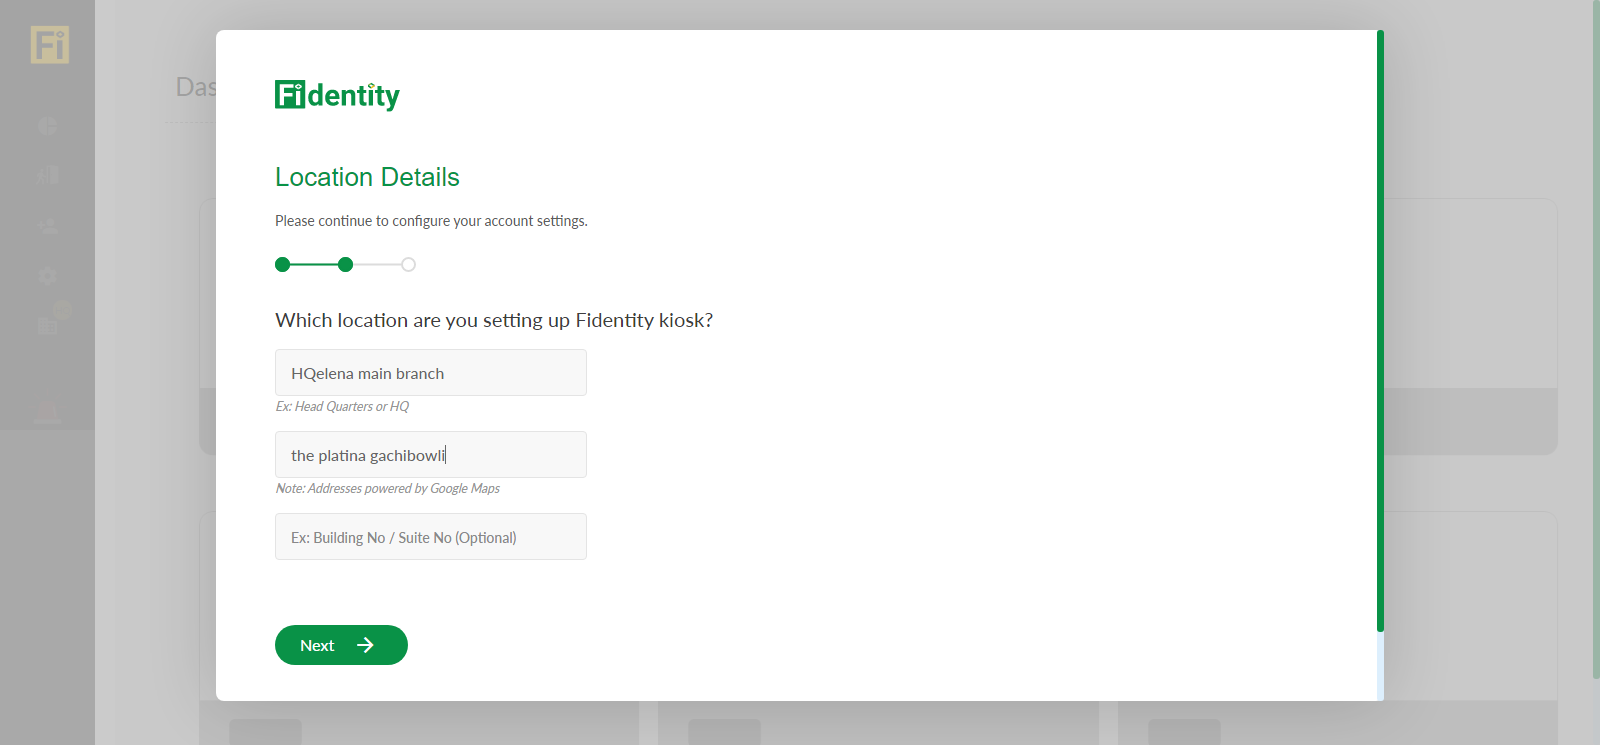 Fi
Das
Fidentity
Location Details
Please continue to configure your account settings.
Which location are you setting up Fidentity kiosk?
HQelena main branch
Ex: Head Quarters or HQ
the platina gachibowli
Note: Addresses powered by Google Maps
Ex: Building No / Suite No (Optional)
Next